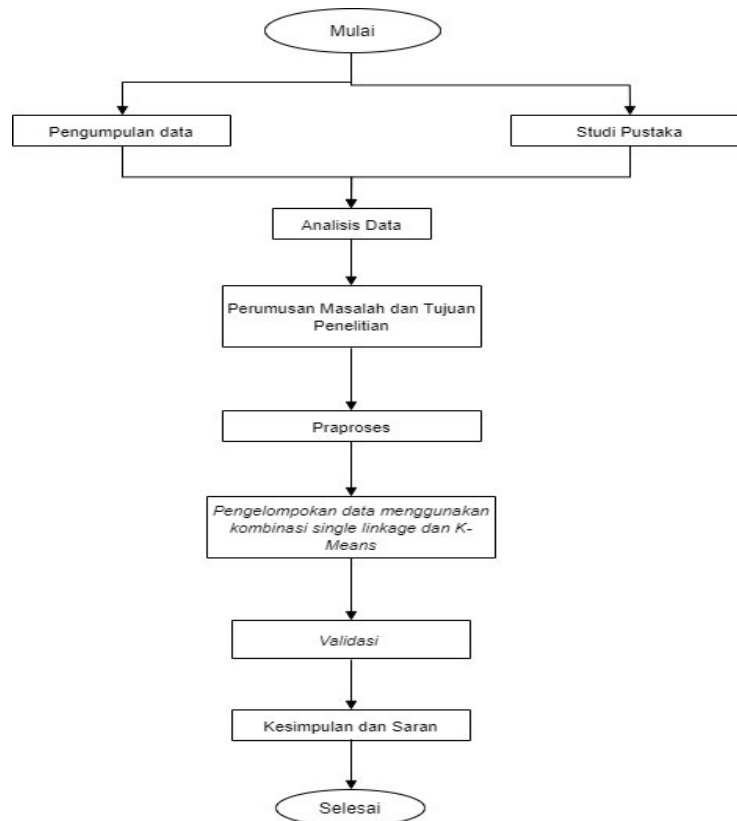 Mulai
Pengumpulan data
Studi Pustaka
Analisis Data
Perumusan Masalah dan Tujuan
Penelitian
Praproses
Pengelompokan data menggunakan
kombinasi single linkage dan K-
Means
Validasi
Kesimpulan dan Saran
Selesai